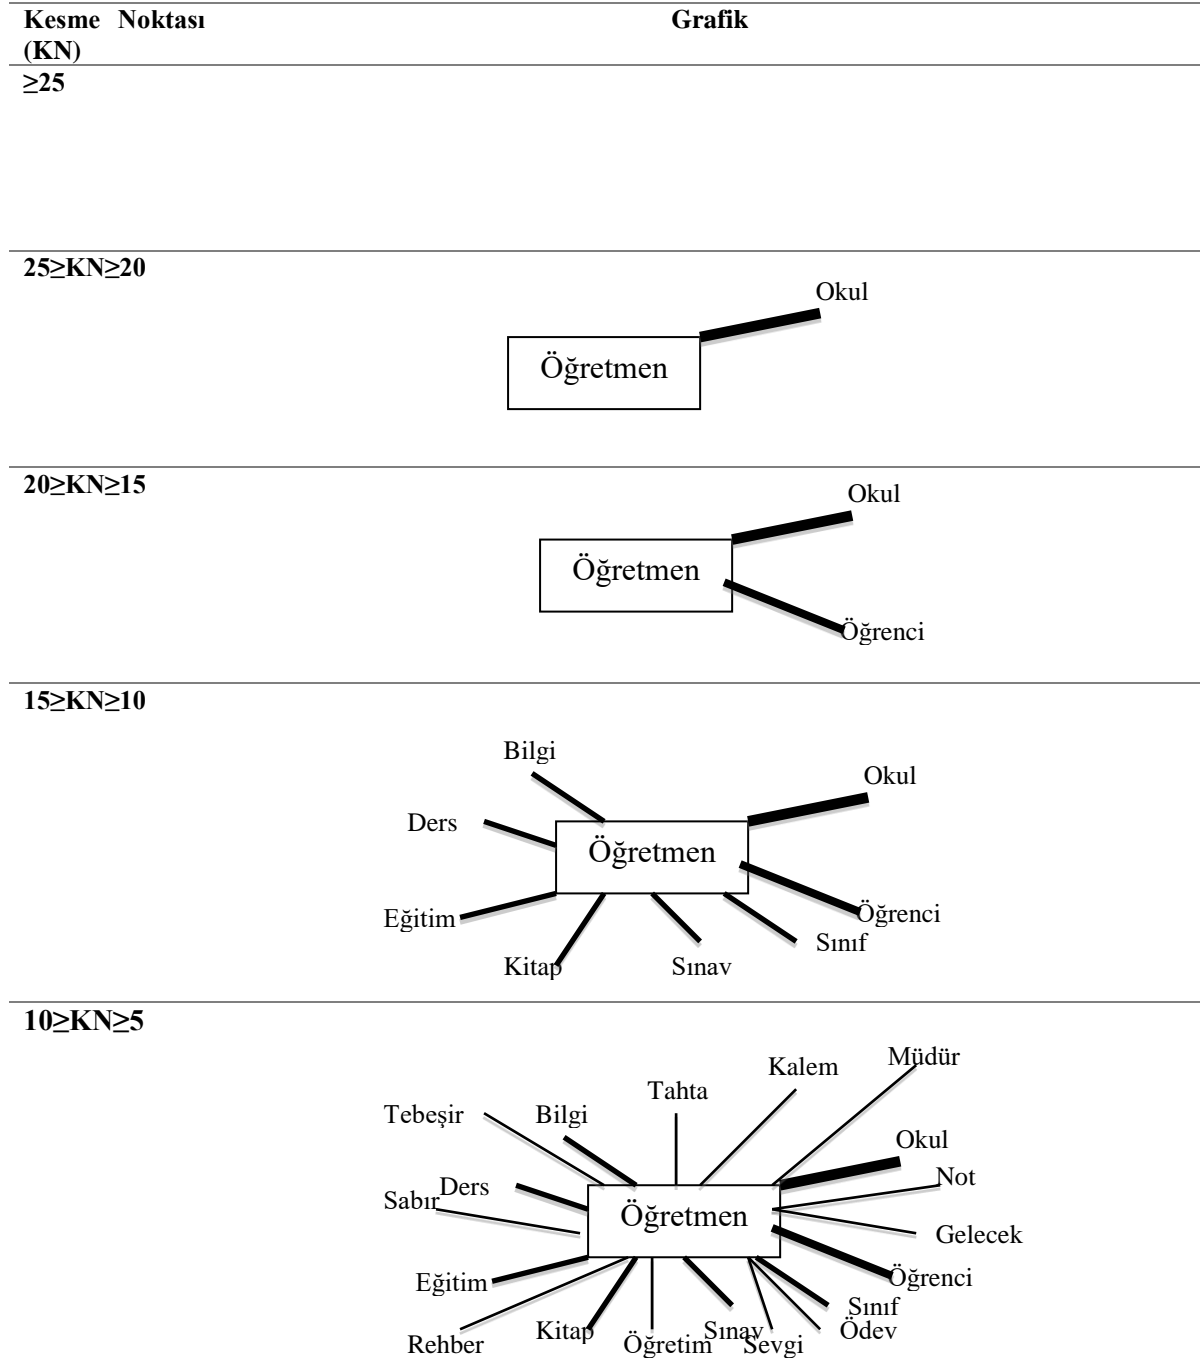 Kesme Noktası (KN)
Grafik
≥25
25≥KN≥20
Okul
Öğretmen
20≥KN≥15
Okul
Öğretmen
Öğrenci
15≥KN≥10
Bilgi
Okul
Ders
Öğretmen
Eğitim
Öğrenci
Sınıf
Kitap
Sınav
10≥KN≥5
Müdür
Kalem
Tahta
Tebeşir
Bilgi
Okul
Not
Sabır
Ders
Öğretmen
Gelecek
Eğitim
Öğrenci
Sınıf
Rehber
Kitap
Öğretim
Sınav
Sevgi
Ödev